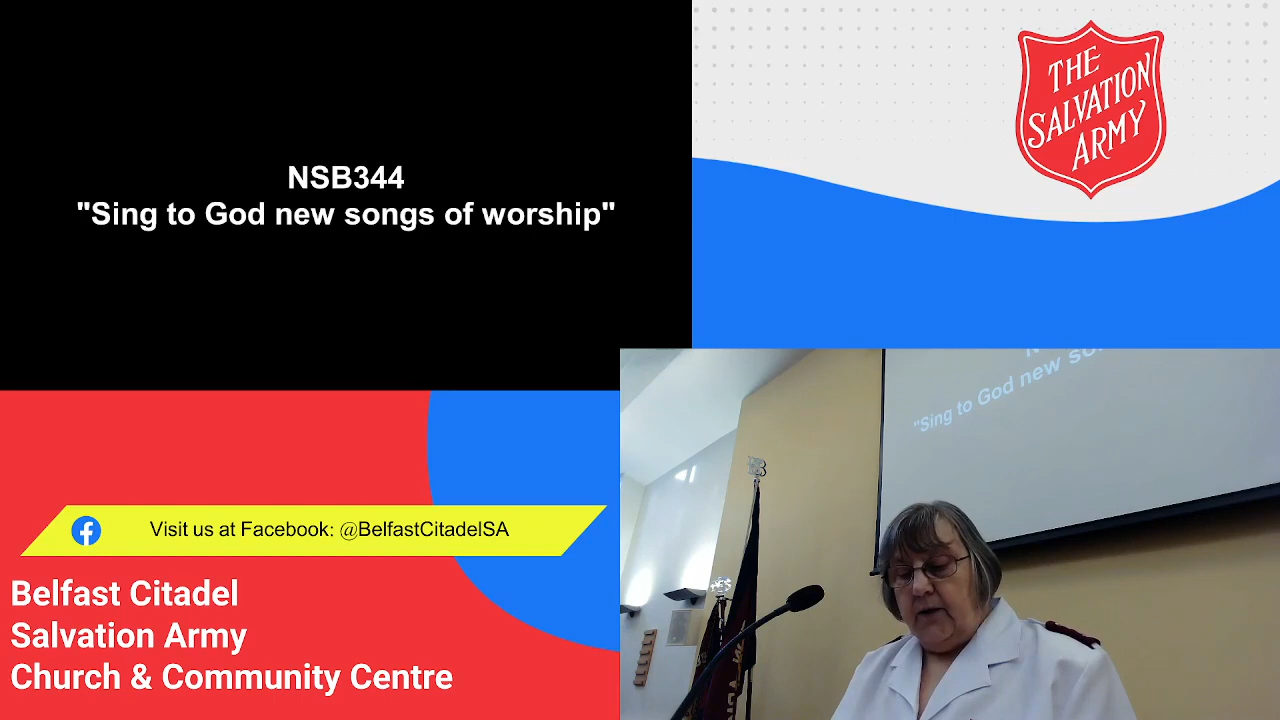 NSB344
"Sing to God new songs of worship"
THE
SALVATION
ARMY
"Sing to God new
Visit us at Facebook: @BelfastCitadelSA
Belfast Citadel
Salvation Army
Church & Community Centre